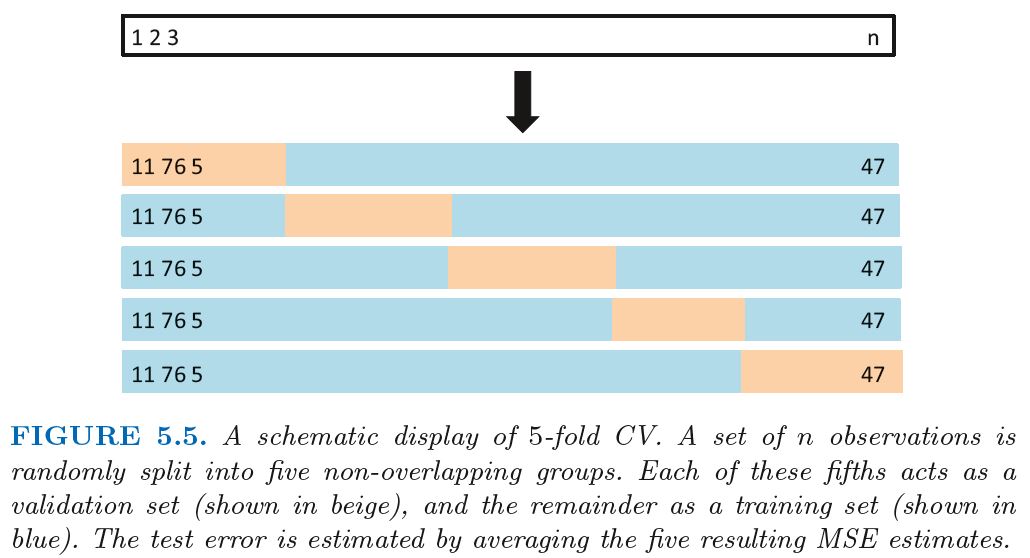 1 2 3 n
11 76 5 47
11 76 5 47
11 76 5 47
11 76 5 47
11 76 5 47
FIGURE 5.5. A schematic display of 5-fold CV. A set of n observations is
randomly split into five non-overlapping groups. Each of these fifths acts as a
validation set (shown in beige), and the remainder as a training set (shown in
blue). The test error is estimated by averaging the five resulting MSE estimates.